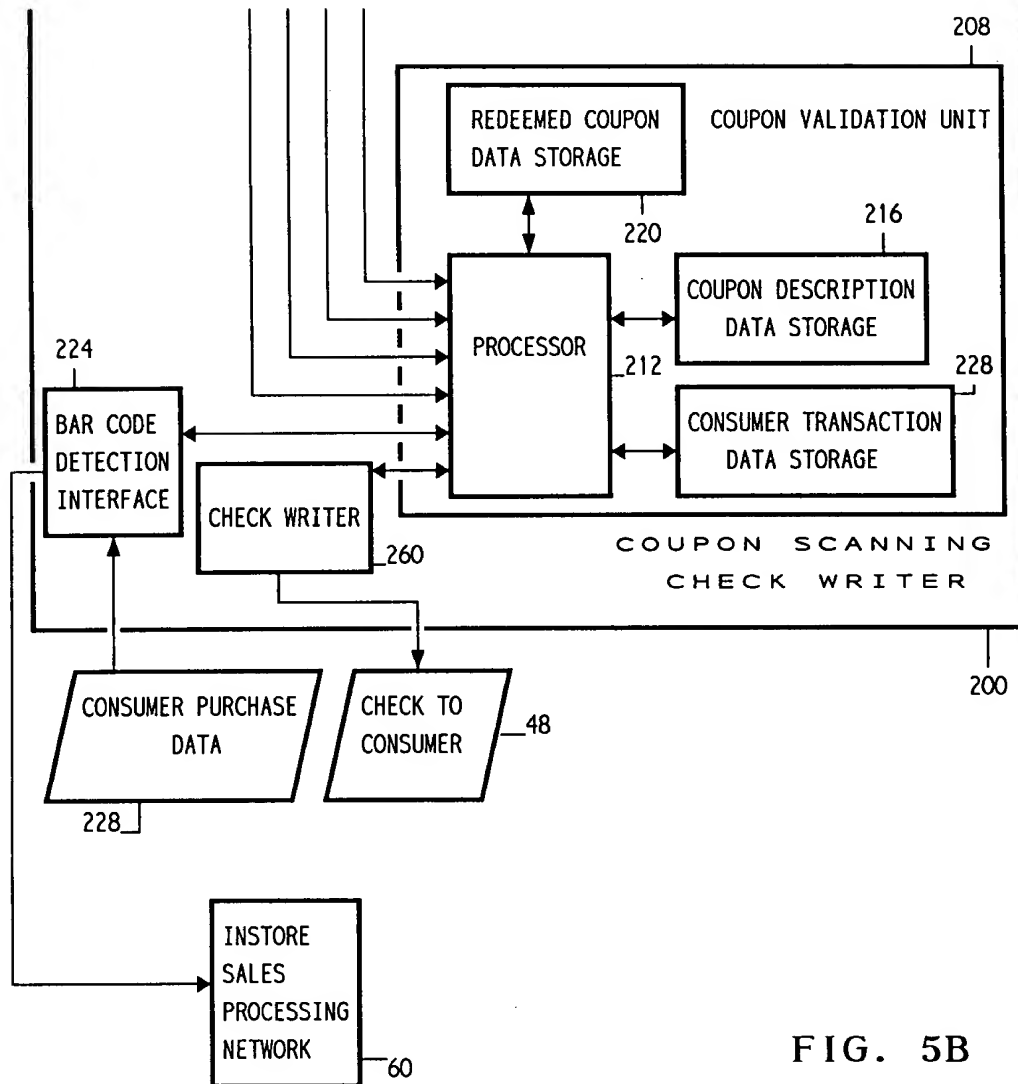 208
REDEEMED COUPON
DATA STORAGE
COUPON VALIDATION UNIT
220
216
COUPON DESCRIPTION
DATA STORAGE
PROCESSOR
212
224
228
BAR CODE
DETECTION
INTERFACE
CONSUMER TRANSACTION
DATA STORAGE
CHECK WRITER
260
COUPON SCANNING
CHECK WRITER
200
CONSUMER PURCHASE
DATA
228
CHECK TO
CONSUMER
48
INSTORE
SALES
PROCESSING
NETWORK
60
FIG. 5B